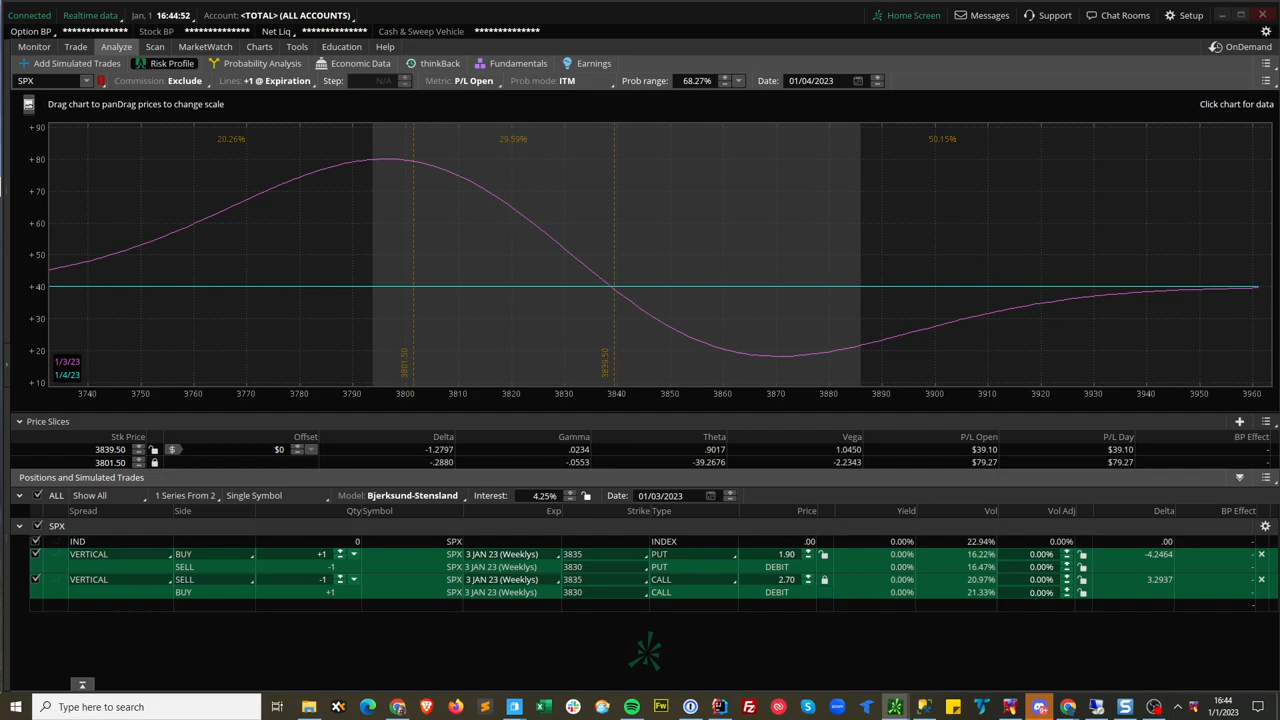 Connected Realtime data Jan, 1 16:44:52 Account: <TOTAL> (ALL ACCOUNTS) Home Screen Messages Support Chat Rooms Setup
Option BP ************** Stock BP ************** Net Liq ************** Cash & Sweep Vehicle **************
Monitor Trade Analyze Scan MarketWatch Charts Tools Education Help OnDemand
Add Simulated Trades Risk Profile Probability Analysis Economic Data thinkBack Fundamentals Earnings
SPX Commission: Exclude Lines: +1 @ Expiration Step: N/A Metric: P/L Open Prob mode: ITM Prob range: 68.27% Date: 01/04/2023
Drag chart to panDrag prices to change scale Click chart for data
+90
20.26% 29.59% 50.15%
+80
+70
+60
+50
+40
+30
+20
+10
3801.50 3839.50
1/3/23
1/4/23
3740 3750 3760 3770 3780 3790 3800 3810 3820 3830 3840 3850 3860 3870 3880 3890 3900 3910 3920 3930 3940 3950 3960
Price Slices
Stk Price Offset Delta Gamma Theta Vega P/L Open P/L Day BP Effect
3839.50 $ $0 -1.2797 .0234 .9017 1.0450 $39.10 $39.10 -
3801.50 -.2880 -.0553 -39.2676 -2.2343 $79.27 $79.27 -
Positions and Simulated Trades
ALL Show All 1 Series From 2 Single Symbol Model: Bjerksund-Stensland Interest: 4.25% Date: 01/03/2023
Spread Side Qty Symbol Exp Strike Type Price Yield Vol Vol Adj Delta BP Effect
SPX
IND 0 SPX INDEX .00 0.00% 22.94% 0.00% .00 -
VERTICAL BUY +1 SPX 3 JAN 23 (Weeklys) 3835 PUT 1.90 0.00% 16.22% 0.00% -4.2464 -
SELL -1 SPX 3 JAN 23 (Weeklys) 3830 PUT DEBIT 0.00% 16.47% 0.00% -
VERTICAL SELL -1 SPX 3 JAN 23 (Weeklys) 3835 CALL 2.70 0.00% 20.97% 0.00% 3.2937 -
BUY +1 SPX 3 JAN 23 (Weeklys) 3830 CALL DEBIT 0.00% 21.33% 0.00% -
-
Type here to search Fw 16:44
1/1/2023